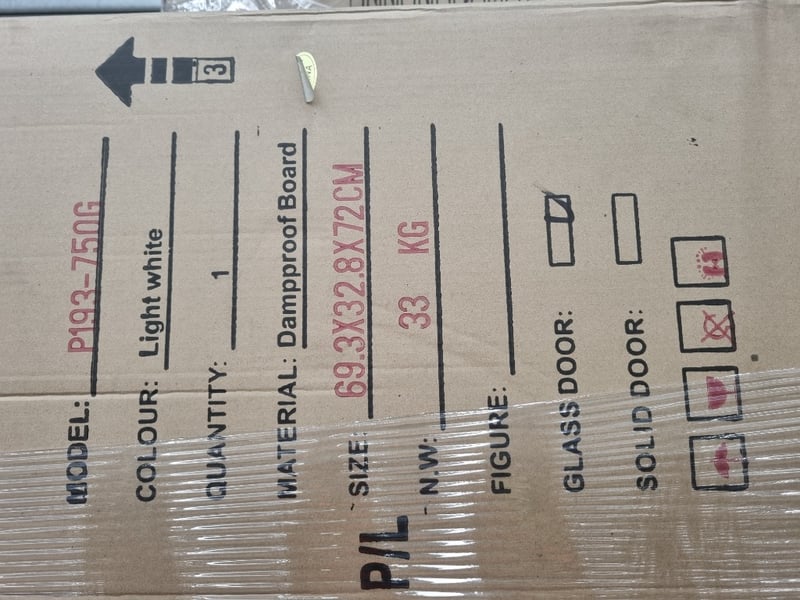 3
MODEL: P193-750G
COLOUR: Light white
QUANTITY: 1
MATERIAL: Dampproof Board
SIZE: 69.3X32.8X72CM
P/L
N.W: 33 KG
FIGURE:
GLASS DOOR:
SOLID DOOR: